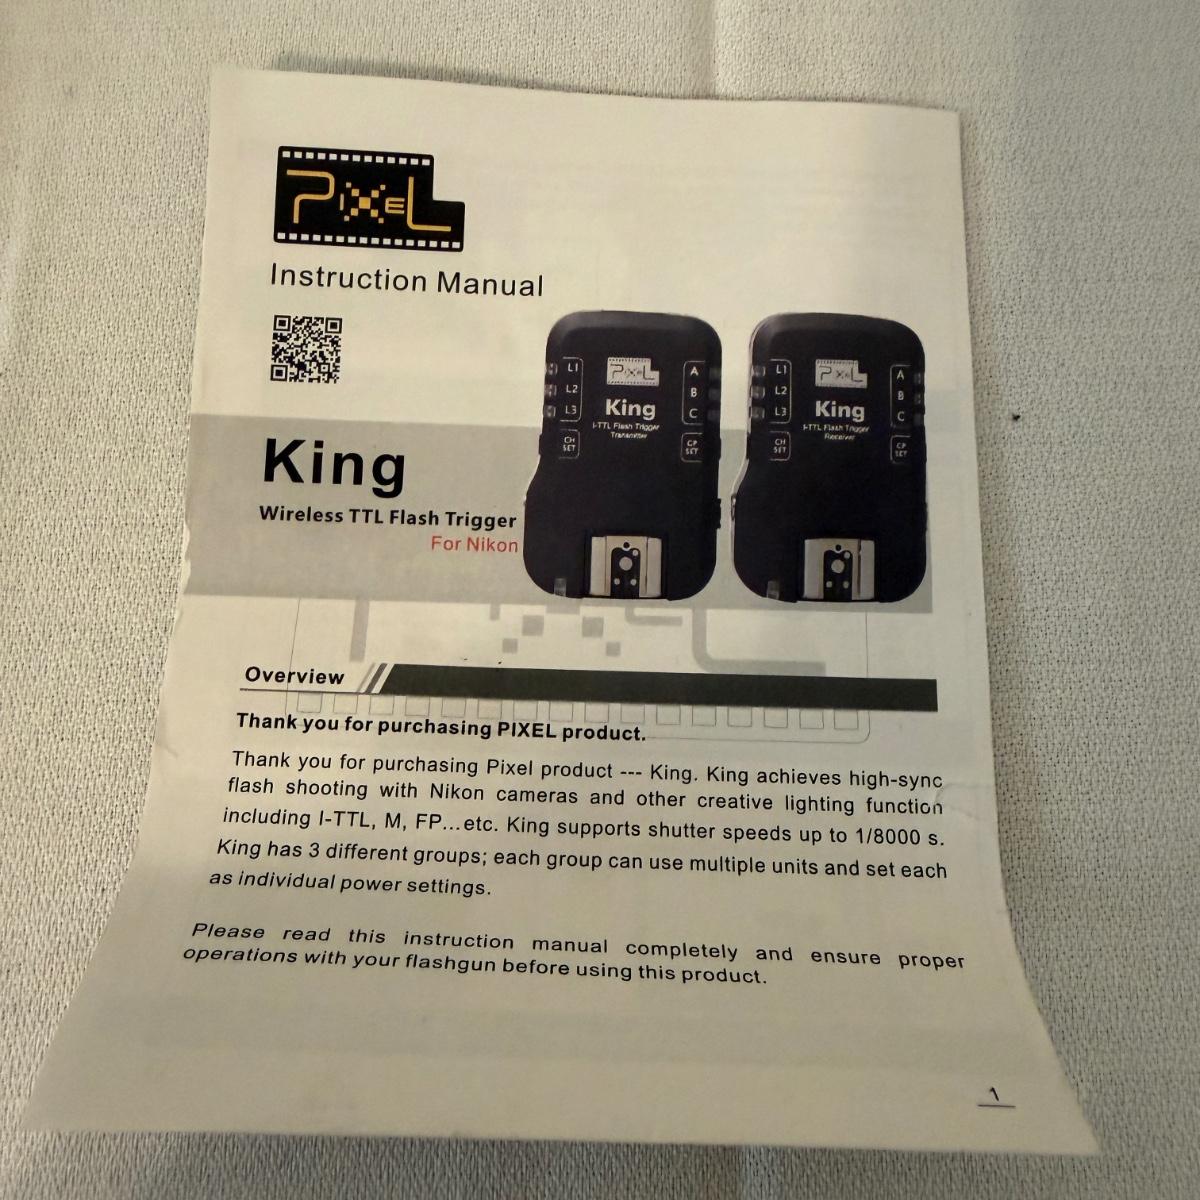 PIXEL
Instruction Manual
L1
L2
L3
CH
SET
PIXEL
King
I-TTL Flash Trigger
Transmitter
A
B
C
CP
SET
L1
L2
L3
CH
SET
PIXEL
King
I-TTL Flash Trigger
Receiver
A
B
C
CP
SET
King
Wireless TTL Flash Trigger
For Nikon
Overview
Thank you for purchasing PIXEL product.
Thank you for purchasing Pixel product --- King. King achieves high-sync
flash shooting with Nikon cameras and other creative lighting function
including I-TTL, M, FP...etc. King supports shutter speeds up to 1/8000 s.
King has 3 different groups; each group can use multiple units and set each
as individual power settings.
Please read this instruction manual completely and ensure proper
operations with your flashgun before using this product.
1